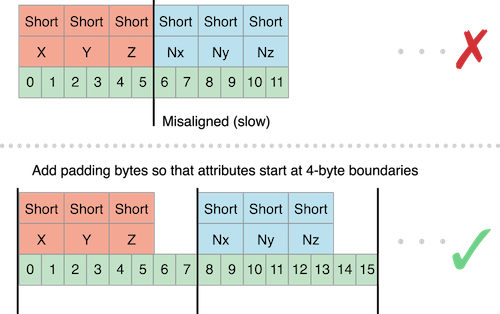 Short Short Short Short Short Short
X Y Z Nx Ny Nz
0 1 2 3 4 5 6 7 8 9 10 11
Misaligned (slow)
Add padding bytes so that attributes start at 4-byte boundaries
Short Short Short Short Short Short
X Y Z Nx Ny Nz
0 1 2 3 4 5 6 7 8 9 10 11 12 13 14 15